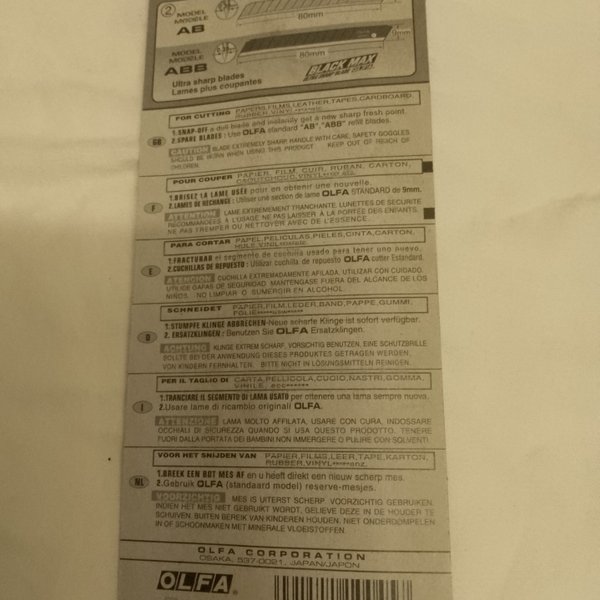 ② MODEL
MODELE AB
80mm
MODEL
MODELE ABB
80mm
9mm
Ultra sharp blades
Lames plus coupantes
BLACK MAX
FOR CUTTING PAPERS,FILMS,LEATHER,TAPES,CARDBOARD,
RUBBER,VINYL
GB
1.SNAP-OFF a dull blade and instantly get a new sharp fresh point
2.SPARE BLADES : Use OLFA standard "AB", "ABB" refill blades.
CAUTION BLADE EXTREMELY SHARP. HANDLE WITH CARE. SAFETY GOGGLES
SHOULD BE WORN WHEN USING THIS PRODUCT. KEEP OUT OF REACH OF
CHILDREN.
POUR COUPER PAPIER, FILM, CUIR, RUBAN, CARTON,
CAOUTCHOUC,VINYL
F
1.BRISEZ LA LAME USÉE pour en obtenir une nouvelle.
2.LAMES DE RECHANGE : Utiliser une section de lame OLFA STANDARD de 9mm.
ATTENTION LAME EXTREMEMENT TRANCHANTE. LUNETTES DE SECURITE
RECOMMANDÉES À L'USAGE NE PAS LAISSER A LA PORTÉE DES ENFANTS.
NE PAS TREMPER OU NETTOYER AVEC DE L'ESSENCE.
PARA CORTAR PAPEL,PELICULAS,PIELES,CINTA,CARTON,
HULE,VINIL
E
1.FRACTURAR el segmento de cuchilla usado para tener uno nuevo.
2.CUCHILLAS DE REPUESTO : Utilizar cuchilla de repuesto OLFA cutter Estandard.
ATENCION CUCHILLA EXTREMADAMENTE AFILADA, UTILIZAR CON CUIDADO.
UTILICE GAFAS DE SEGURIDAD. MANTENGASE FUERA DEL ALCANCE DE LOS
NIÑOS. NO LIMPIAR O SUMERGIR EN ALCOHOL.
SCHNEIDET PAPIER,FILM,LEDER,BAND,PAPPE,GUMMI,
FOLIE
D
1.STUMPFE KLINGE ABBRECHEN-Neue scharfe Klinge ist sofort verfügbar.
2. ERSATZKLINGEN : Benutzen Sie OLFA Ersatzklingen.
ACHTUNG KLINGE EXTREM SCHARF, VORSICHTIG BENUTZEN. EINE SCHUTZBRILLE
SOLLTE BEI DER ANWENDUNG DIESES PRODUKTES GETRAGEN WERDEN.
VON KINDERN FERNHALTEN. BITTE NICHT IN LÖSUNGSMITTELN REINIGEN.
PER IL TAGLIO DI CARTA,PELLICOLA,CUOIO,NASTRI,GOMMA,
VINILE, ecc
I
1.TRANCIARE IL SEGMENTO DI LAMA USATO per ottenere una lama sempre nuova.
2.Usare lame di ricambio originali OLFA.
ATTENZIONE LAMA MOLTO AFFILATA, USARE CON CURA. INDOSSARE
OCCHIALI DI SICUREZZA QUANDO SI USA QUESTO PRODOTTO. TENERE
FUORI DALLA PORTATA DEI BAMBINI NON IMMERGERE O PULIRE CON SOLVENTI.
VOOR HET SNIJDEN VAN PAPIER,FILMS,LEER,TAPE,KARTON,
RUBBER,VINYL enz.
NL
1.BREEK EEN BOT MES AF en u heeft direkt een nieuw scherp mes.
2.Gebruik OLFA (standaard model) reserve-mesjes.
VOORZICHTIG MES IS UITERST SCHERP. VOORZICHTIG GEBRUIKEN.
INDIEN HET MES NIET GEBRUIKT WORDT, GELIEVE DEZE IN DE HOUDER TE
SCHUIVEN. BUITEN BEREIK VAN KINDEREN HOUDEN. NIET ONDERDOMPELEN
IN OF SCHOONMAKEN MET MINERALE VLOEISTOFFEN.
OLFA CORPORATION
OSAKA, 537-0021, JAPAN/JAPON
OLFA®